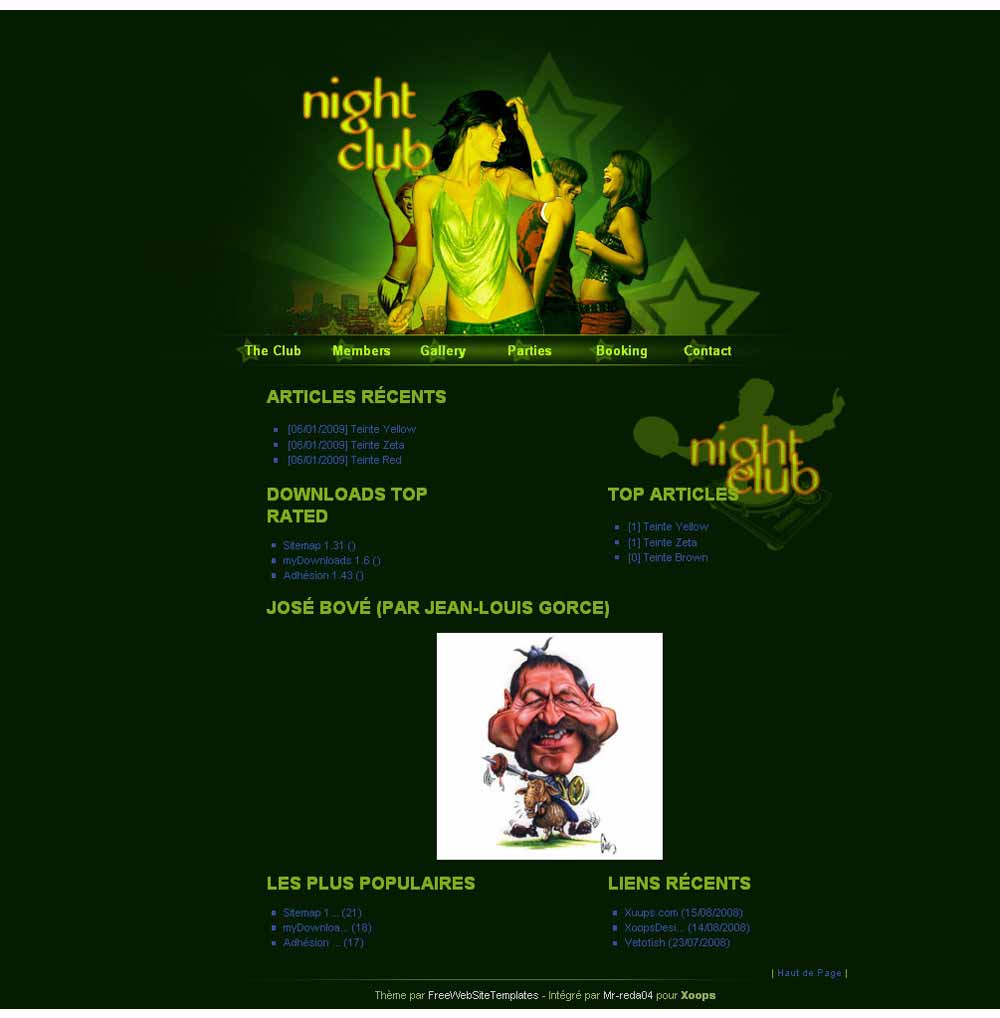 night
club
The Club Members Gallery Parties Booking Contact
ARTICLES RÉCENTS
[06/01/2009] Teinte Yellow
[06/01/2009] Teinte Zeta
[06/01/2009] Teinte Red
night
club
DOWNLOADS TOP
RATED
Sitemap 1.31 ()
myDownloads 1.6 ()
Adhésion 1.43 ()
TOP ARTICLES
[1] Teinte Yellow
[1] Teinte Zeta
[0] Teinte Brown
JOSÉ BOVÉ (PAR JEAN-LOUIS GORCE)
LES PLUS POPULAIRES
Sitemap 1 ... (21)
myDownloa... (18)
Adhésion ... (17)
LIENS RÉCENTS
Xuups.com (15/08/2008)
XoopsDesi... (14/08/2008)
Vetofish (23/07/2008)
| Haut de Page |
Thème par FreeWebSiteTemplates - Intégré par Mr-reda04 pour Xoops